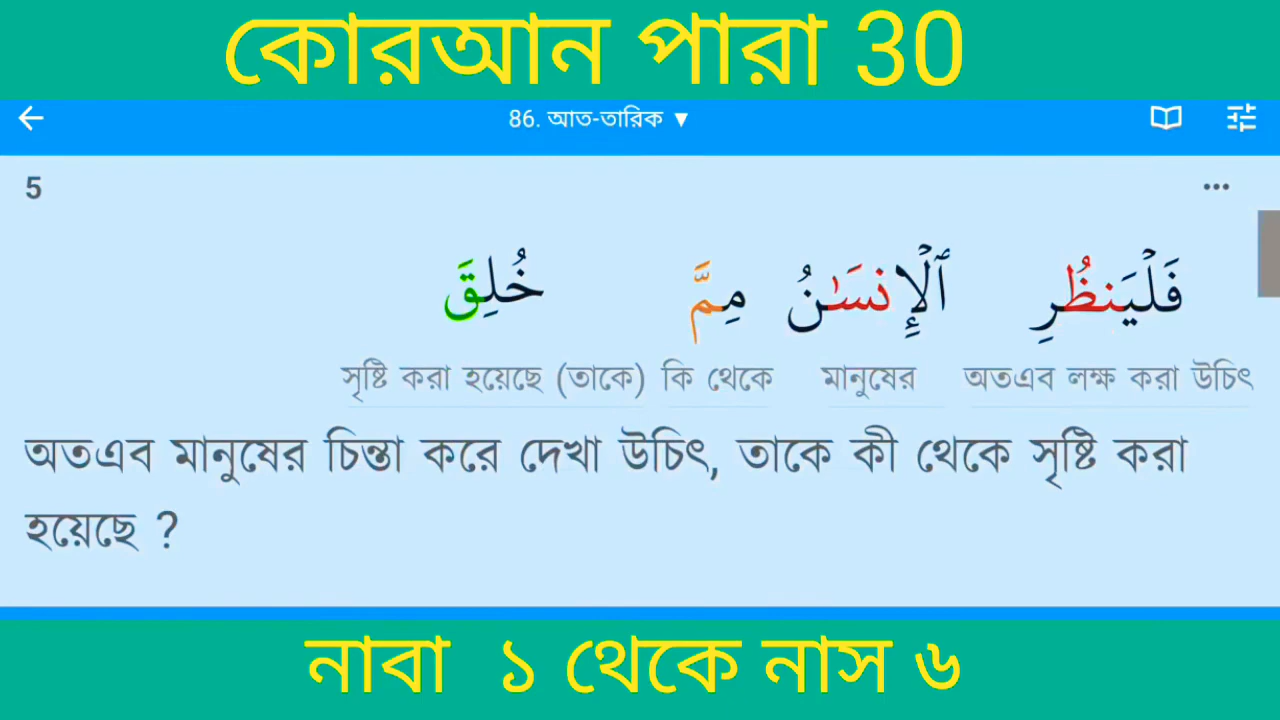 কোরআন পারা 30
86. আত-তারিক ▼
5
فَلْيَنظُرِ ٱلْإِنسَـٰنُ مِمَّ خُلِقَ
সৃষ্টি করা হয়েছে (তাকে) কি থেকে মানুষের অতএব লক্ষ করা উচিৎ
অতএব মানুষের চিন্তা করে দেখা উচিৎ, তাকে কী থেকে সৃষ্টি করা
হয়েছে ?
নাবা ১ থেকে নাস ৬